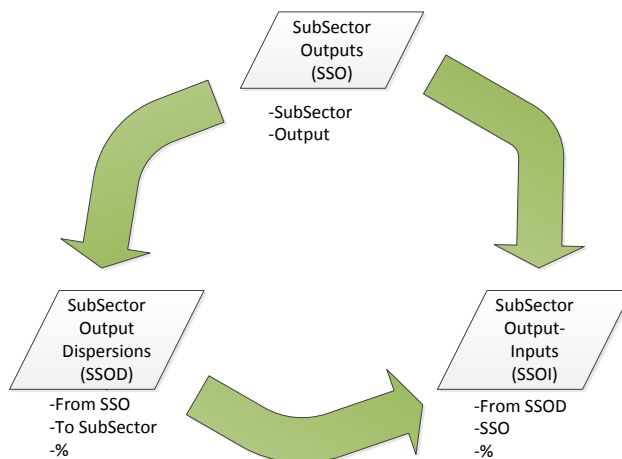 SubSector
Outputs
(SSO)
-SubSector
-Output
SubSector
Output
Dispersions
(SSOD)
-From SSO
-To SubSector
-%
SubSector
Output-
Inputs
(SSOI)
-From SSOD
-SSO
-%